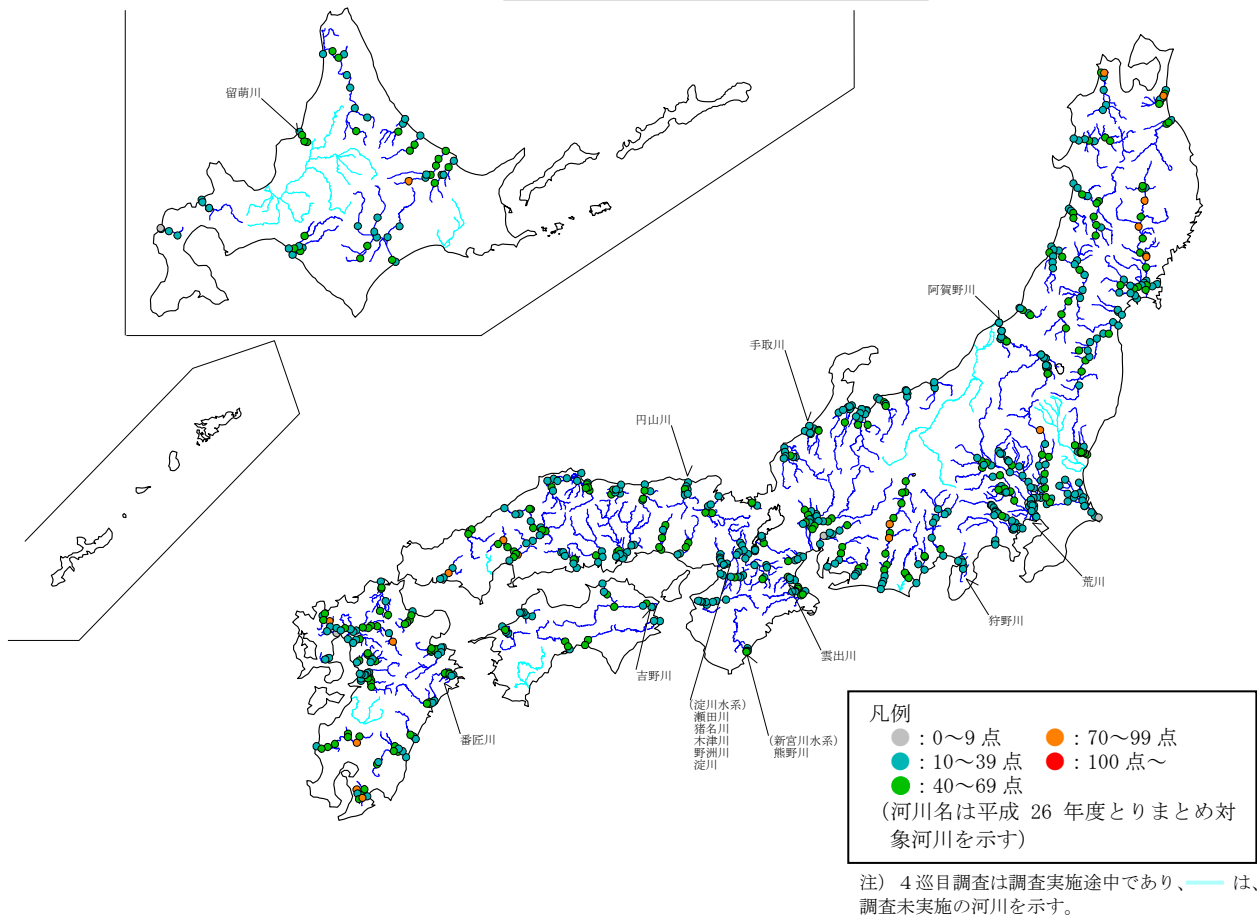 留萌川
阿賀野川
手取川
円山川
荒川
狩野川
雲出川
吉野川
番匠川
(淀川水系)
瀬田川
猪名川
木津川
野洲川
淀川
(新宮川水系)
熊野川
凡例
:0～9 点
:70～99 点
:10～39 点
:100 点～
:40～69 点
(河川名は平成 26 年度とりまとめ対
象河川を示す)
注) 4巡目調査は調査実施途中であり、 は、
調査未実施の河川を示す。